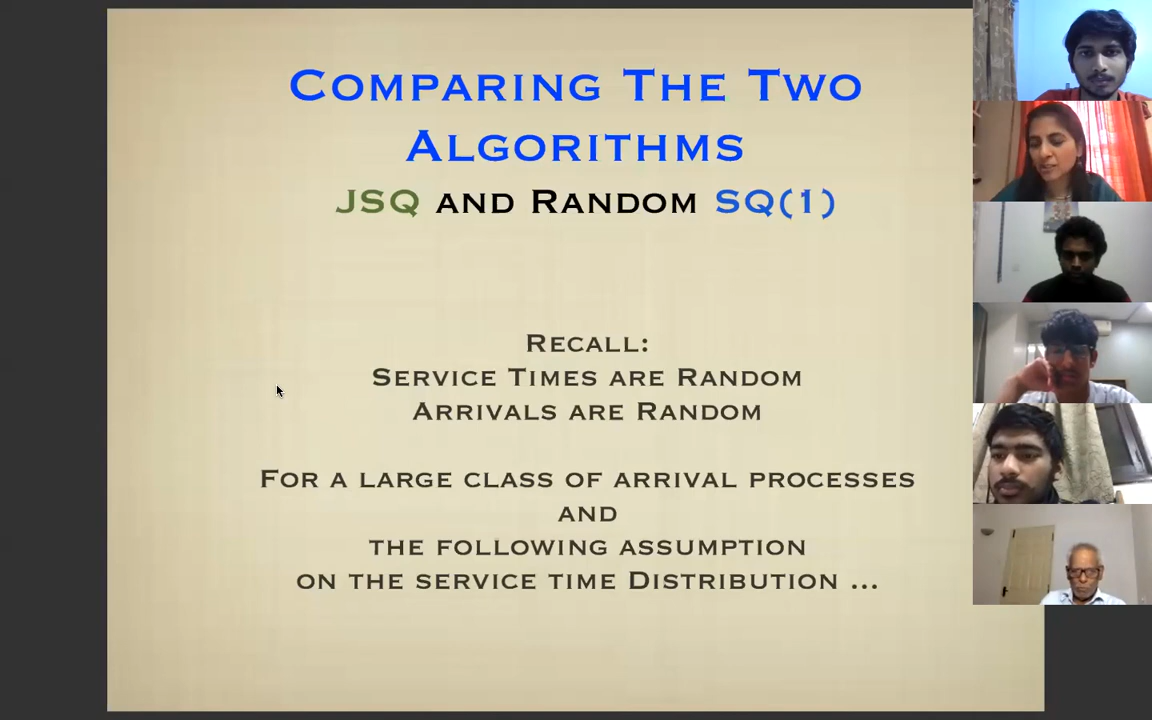 Comparing The Two
Algorithms
JSQ and Random SQ(1)
Recall:
Service Times are Random
Arrivals are Random
For a large class of arrival processes
and
the following assumption
on the service time Distribution ...